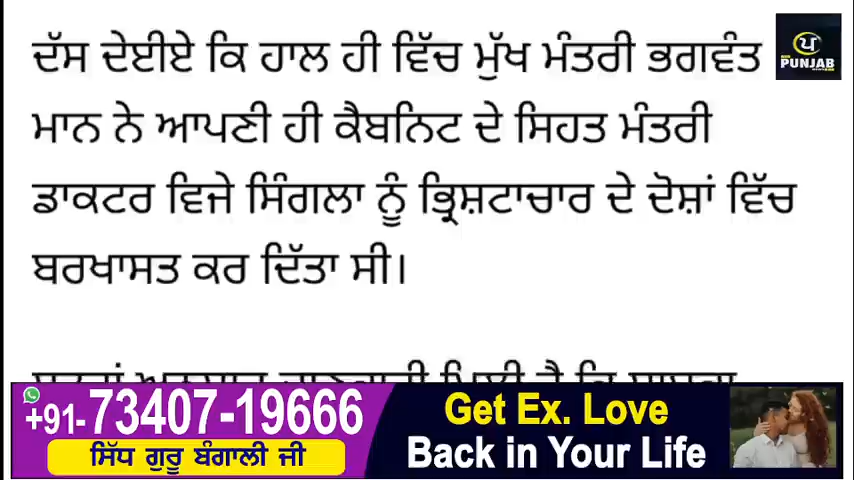 ਦੱਸ ਦੇਈਏ ਕਿ ਹਾਲ ਹੀ ਵਿੱਚ ਮੁੱਖ ਮੰਤਰੀ ਭਗਵੰਤ
ਮਾਨ ਨੇ ਆਪਣੀ ਹੀ ਕੈਬਨਿਟ ਦੇ ਸਿਹਤ ਮੰਤਰੀ
ਡਾਕਟਰ ਵਿਜੇ ਸਿੰਗਲਾ ਨੂੰ ਭ੍ਰਿਸ਼ਟਾਚਾਰ ਦੇ ਦੋਸ਼ਾਂ ਵਿੱਚ
ਬਰਖਾਸਤ ਕਰ ਦਿੱਤਾ ਸੀ।
ਪ
PUNJAB
+91-73407-19666
ਸਿੱਧ ਗੁਰੂ ਬੰਗਾਲੀ ਜੀ
Get Ex. Love
Back in Your Life